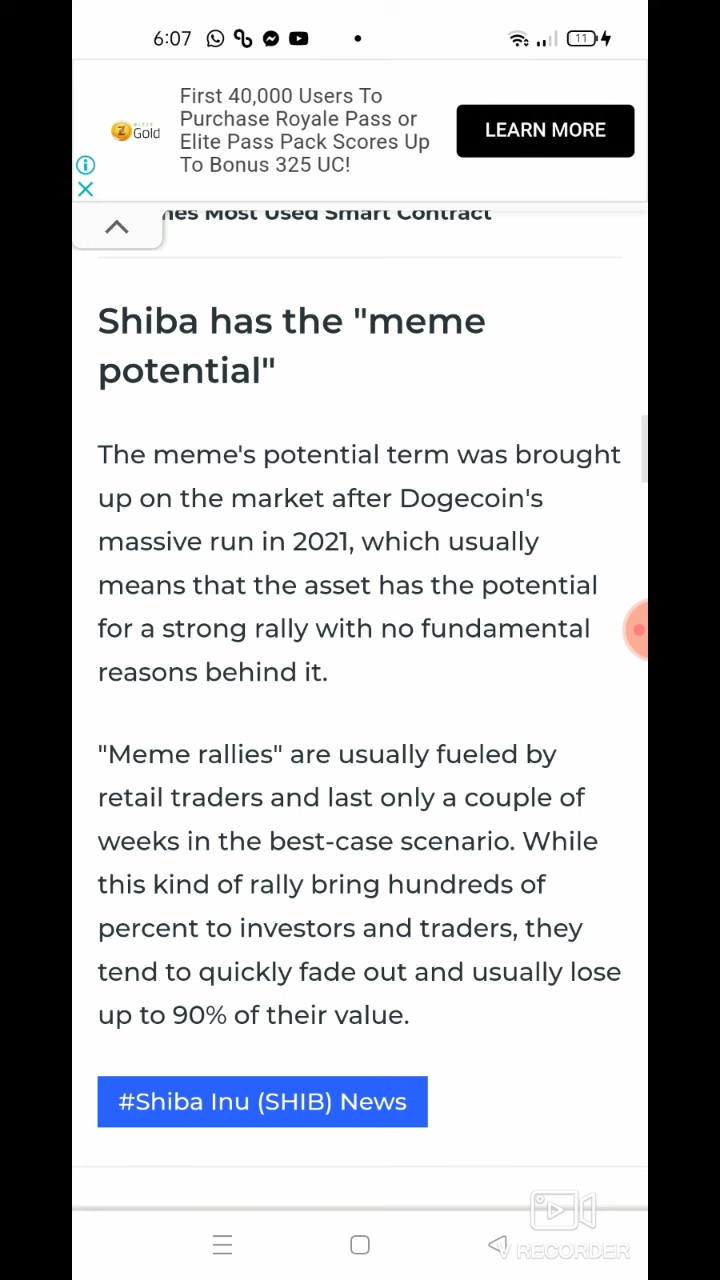 6:07
11
First 40,000 Users To
Purchase Royale Pass or
Elite Pass Pack Scores Up
To Bonus 325 UC!
Gold
LEARN MORE
nes Most Used Smart Contract
Shiba has the "meme
potential"
The meme's potential term was brought
up on the market after Dogecoin's
massive run in 2021, which usually
means that the asset has the potential
for a strong rally with no fundamental
reasons behind it.
"Meme rallies" are usually fueled by
retail traders and last only a couple of
weeks in the best-case scenario. While
this kind of rally bring hundreds of
percent to investors and traders, they
tend to quickly fade out and usually lose
up to 90% of their value.
#Shiba Inu (SHIB) News
V RECORDER